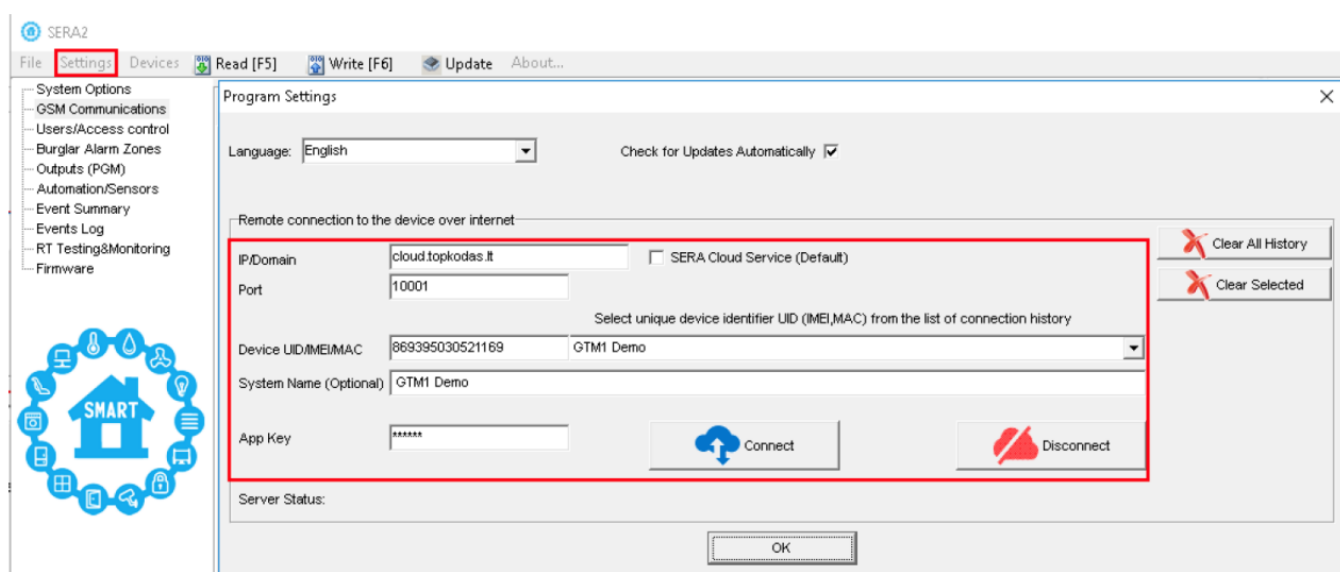 SERA2
File Settings Devices Read [F5] Write [F6] Update About...
System Options
GSM Communications
Users/Access control
Burglar Alarm Zones
Outputs (PGM)
Automation/Sensors
Event Summary
Events Log
RT Testing&Monitoring
Firmware
SMART
Program Settings
Language: English Check for Updates Automatically
Remote connection to the device over internet
IP/Domain cloud.topkodas.lt SERA Cloud Service (Default)
Port 10001
Select unique device identifier UID (IMEI,MAC) from the list of connection history
Device UID/IMEI/MAC 869395030521169 GTM1 Demo
System Name (Optional) GTM1 Demo
App Key ******
Connect
Disconnect
Server Status:
Clear All History
Clear Selected
OK